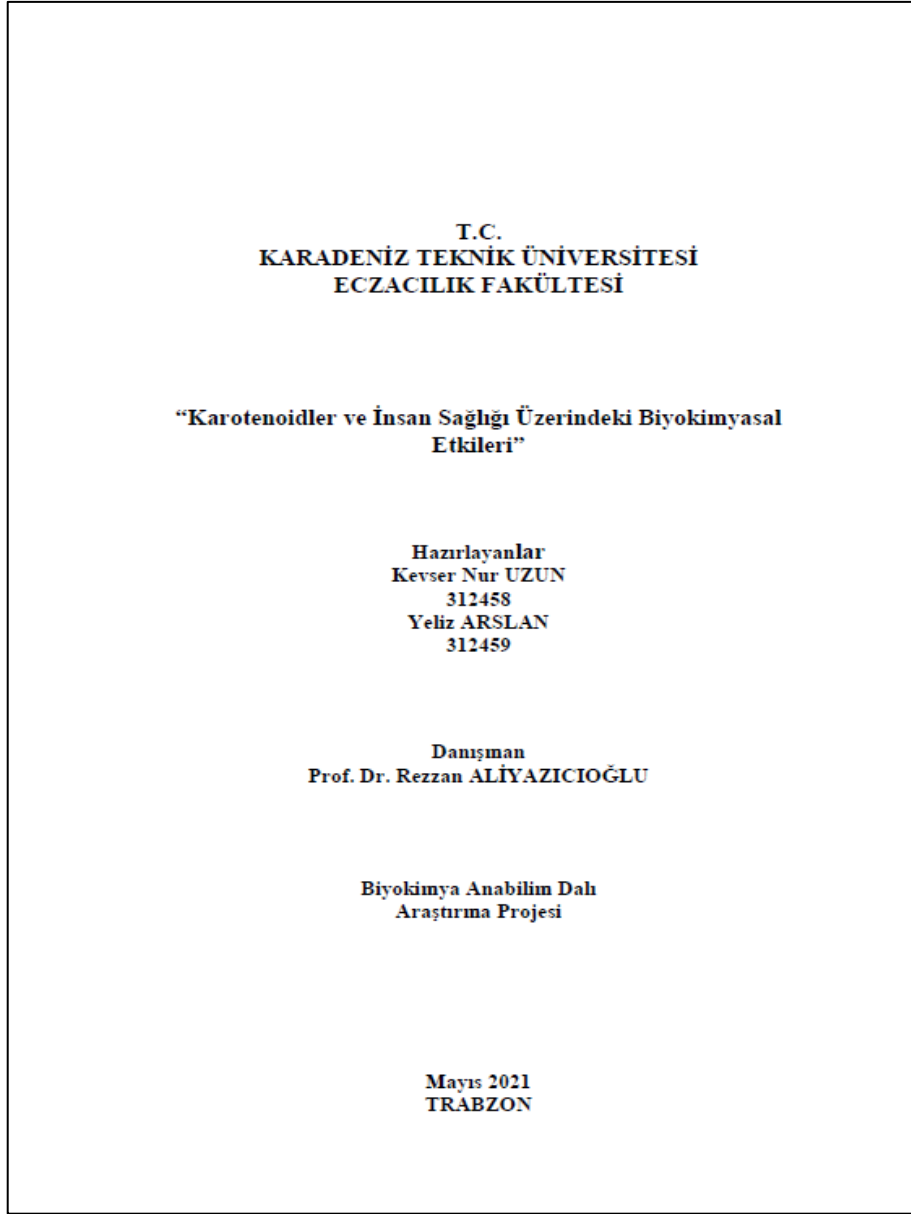 T.C.
KARADENİZ TEKNİK ÜNİVERSİTESİ
ECZACILIK FAKÜLTESİ
“Karotenoidler ve İnsan Sağlığı Üzerindeki Biyokimyasal
Etkileri”
Hazırlayanlar
Kevser Nur UZUN
312458
Yeliz ARSLAN
312459
Danışman
Prof. Dr. Rezzan ALİYAZICIOĞLU
Biyokimya Anabilim Dalı
Araştırma Projesi
Mayıs 2021
TRABZON